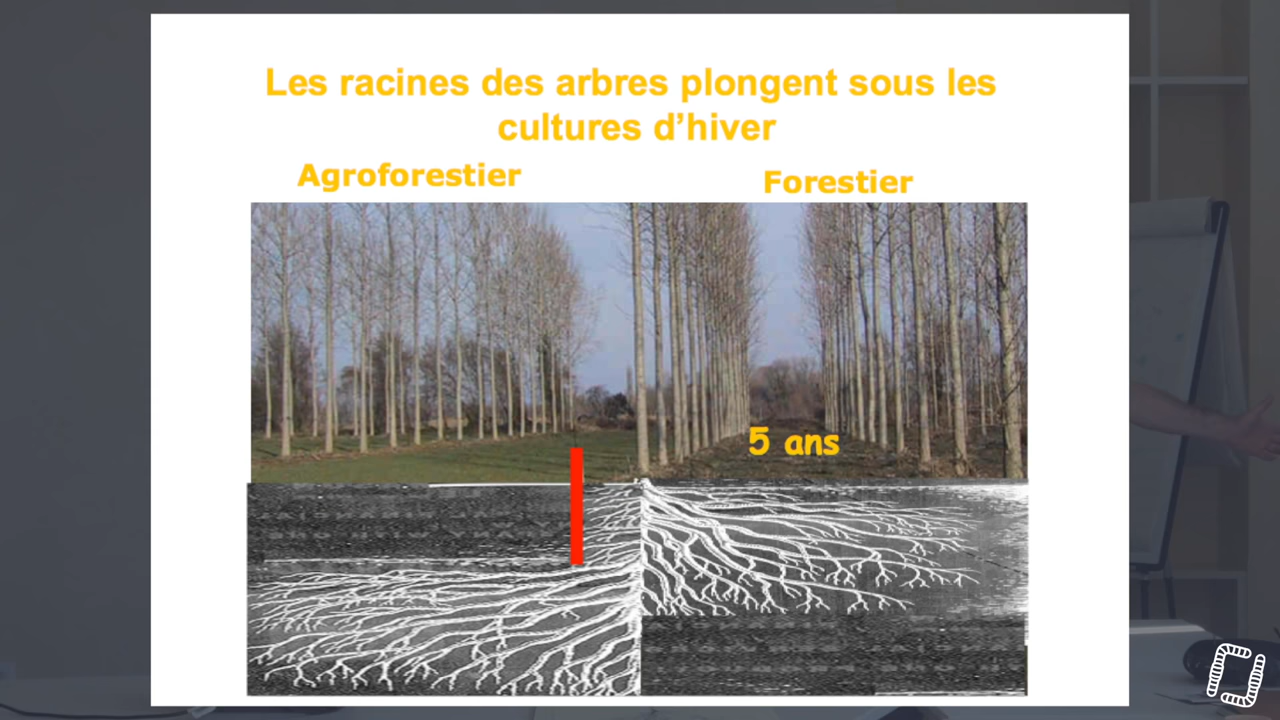 Les racines des arbres plongent sous les
cultures d’hiver
Agroforestier
Forestier
5 ans